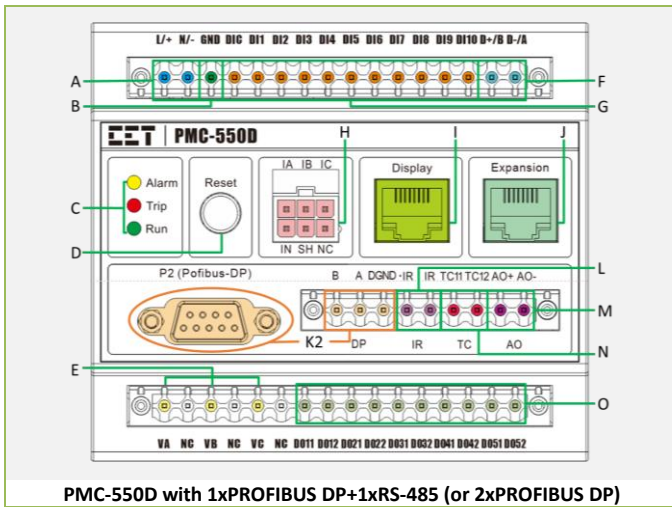 L/+ N/- GND DIC DI1 DI2 DI3 DI4 DI5 DI6 DI7 DI8 DI9 DI10 D+/B D-/A
A
F
B
G
CET PMC-550D
H
I
J
IA IB IC
Display
Expansion
Alarm
Reset
C
Trip
Run
D
IN SH NC
L
P2 (Pofibus-DP)
B A DGND -IR IR TC11 TC12 AO+ AO-
M
K2
DP IR TC AO
N
E
O
VA NC VB NC VC NC DO11 DO12 DO21 DO22 DO31 DO32 DO41 DO42 DO51 DO52
PMC-550D with 1xPROFIBUS DP+1xRS-485 (or 2xPROFIBUS DP)